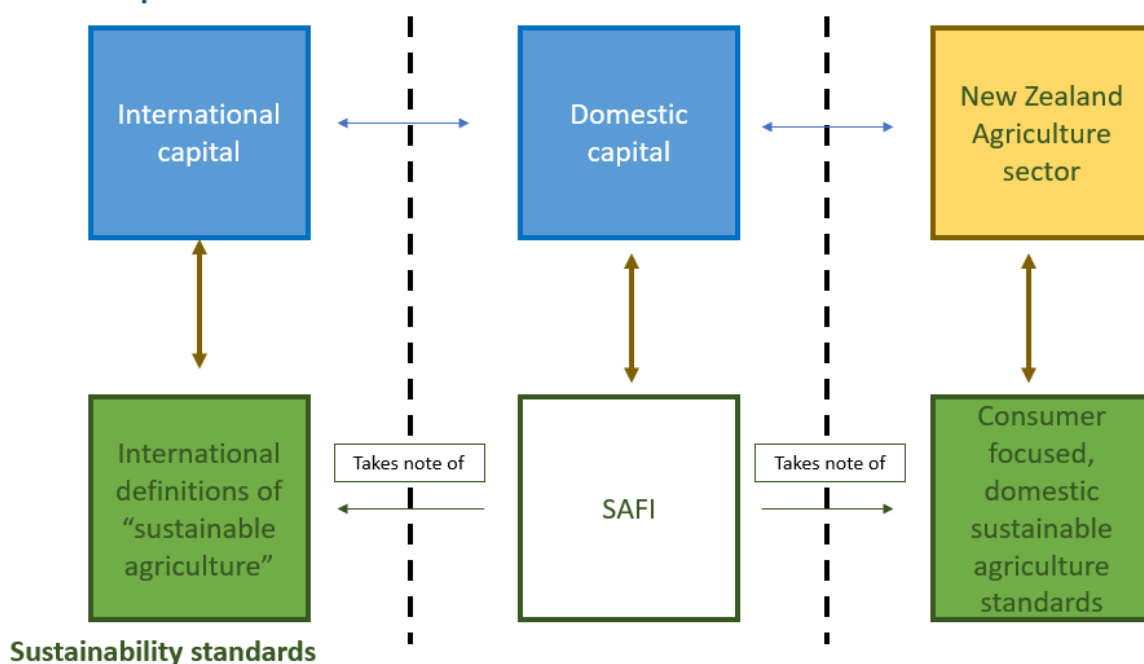 International
capital
Domestic
capital
New Zealand
Agriculture
sector
International
definitions of
“sustainable
agriculture”
Takes note of
SAFI
Takes note of
Consumer
focused,
domestic
sustainable
agriculture
standards
Sustainability standards